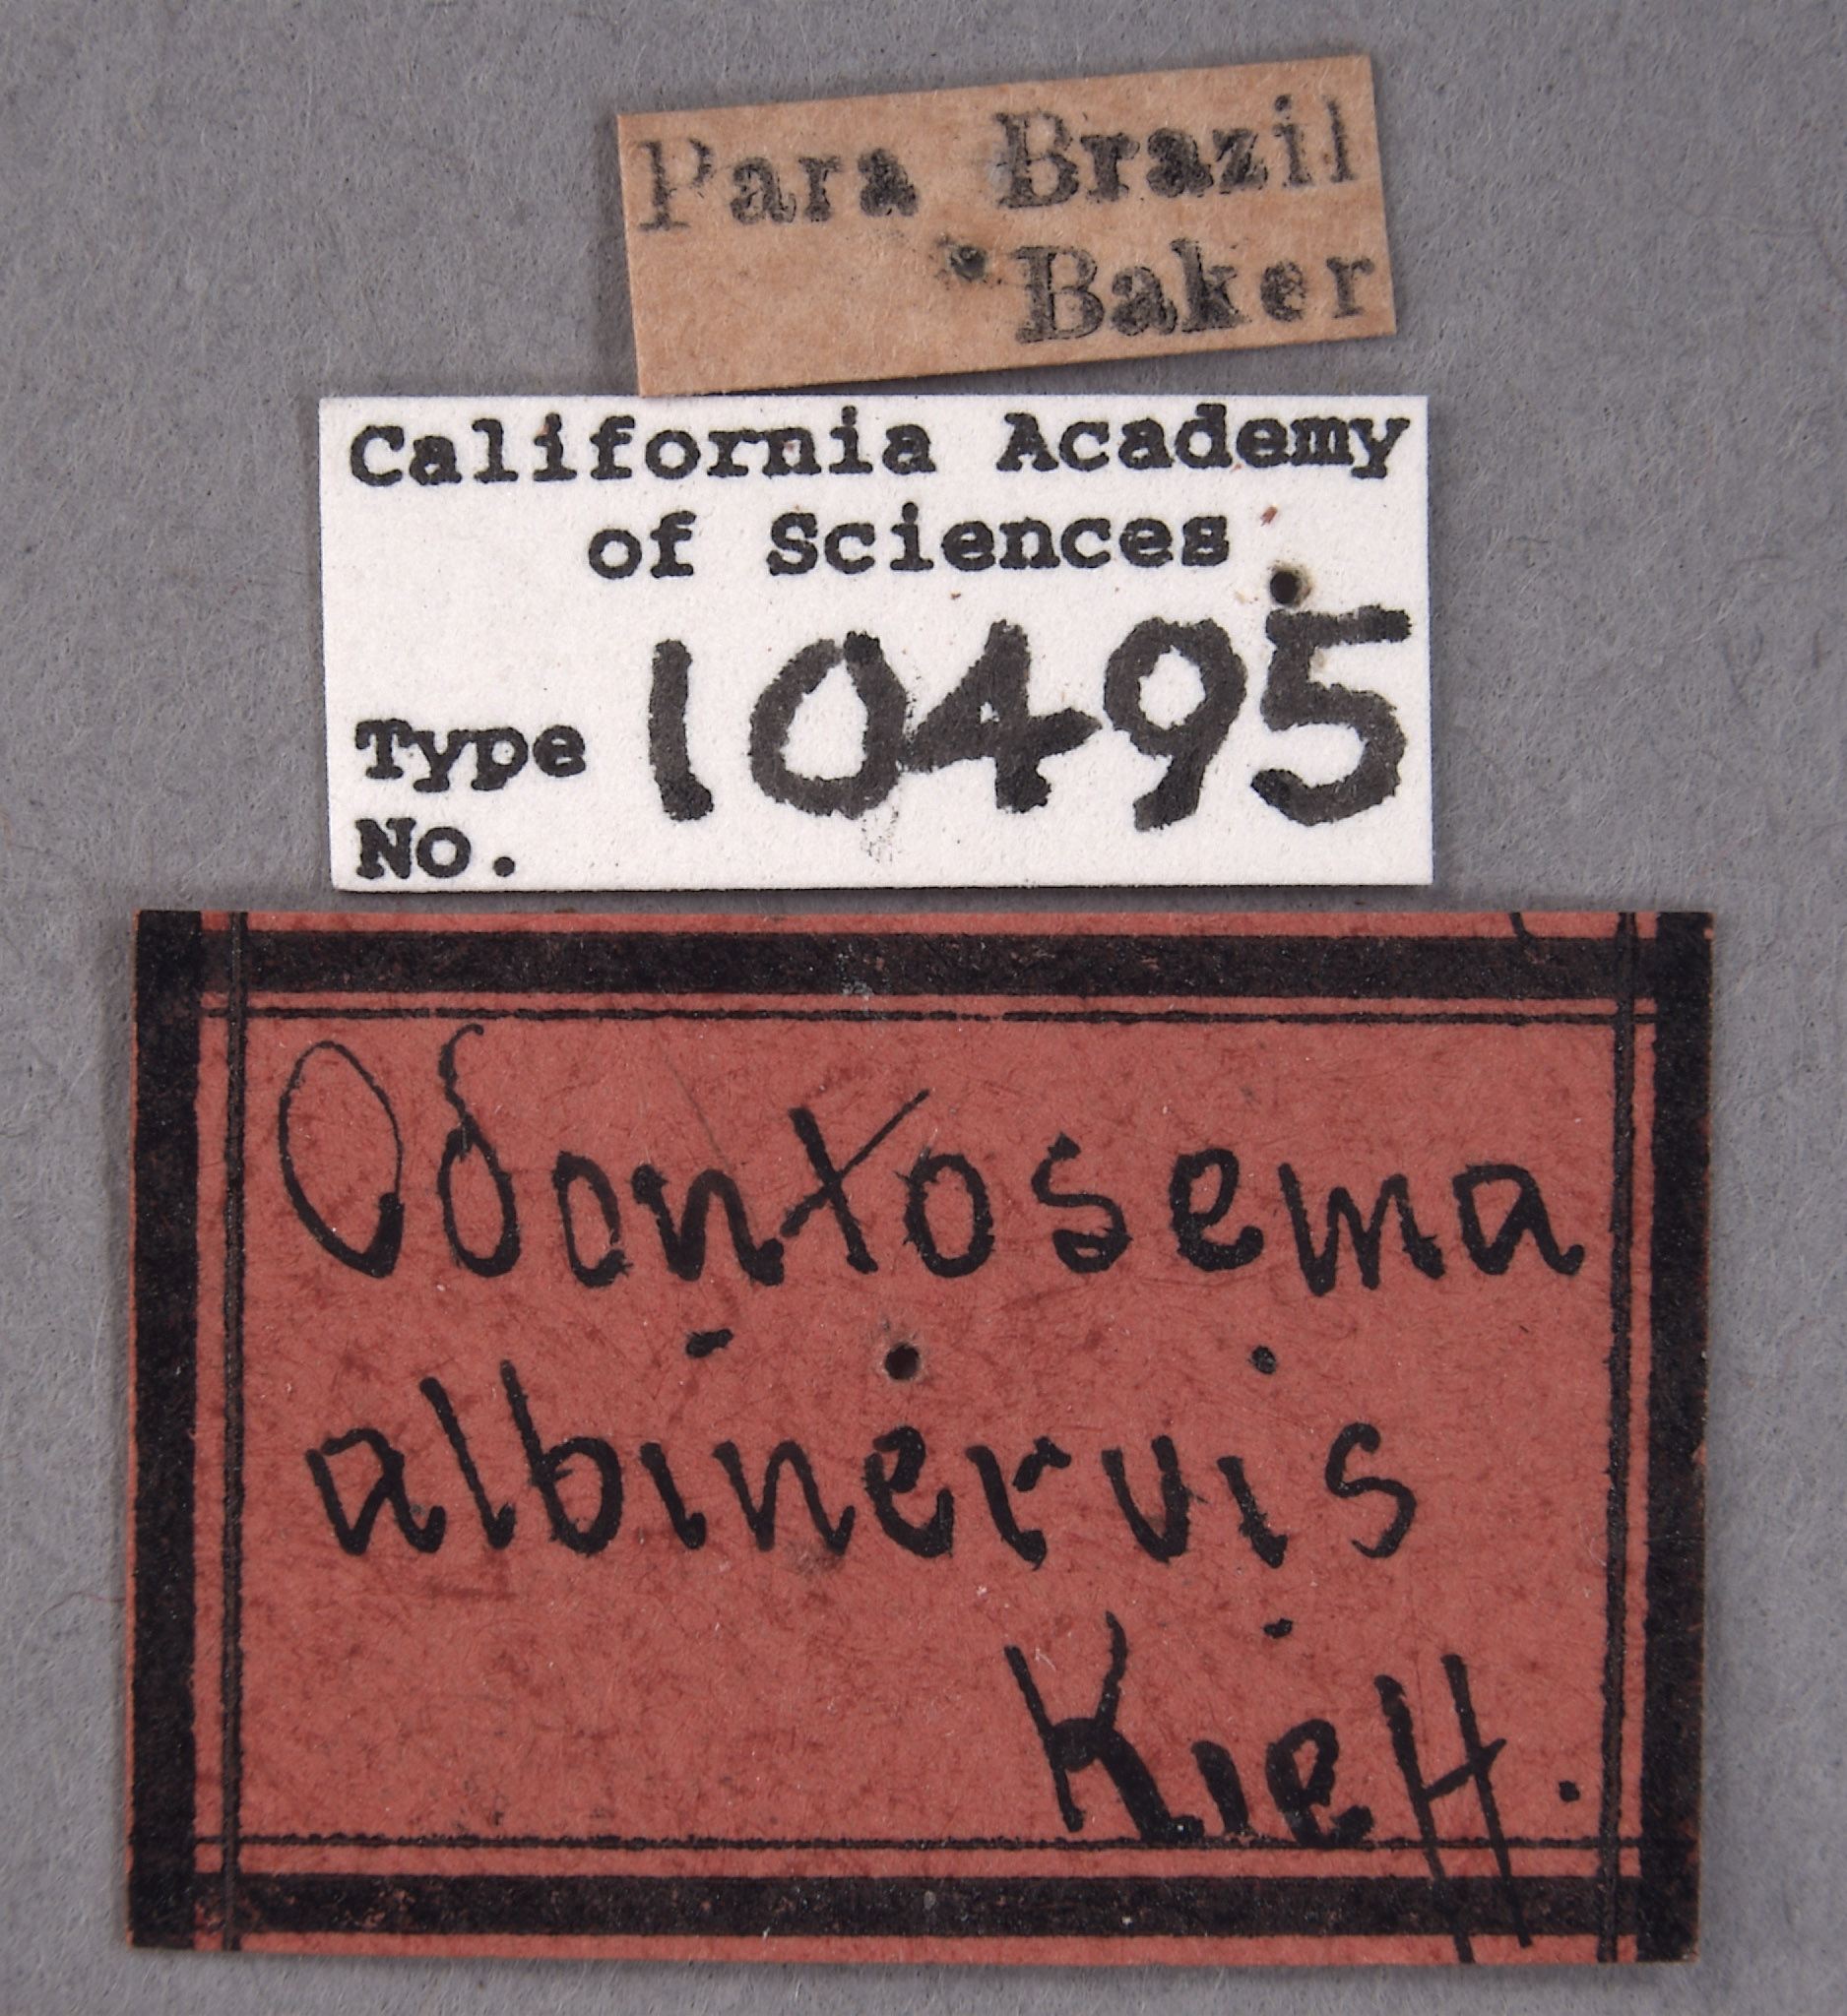 Para Brazil
Baker
California Academy
of Sciences
Type 10495
No.
Odontosema
albinervis
Kieff.